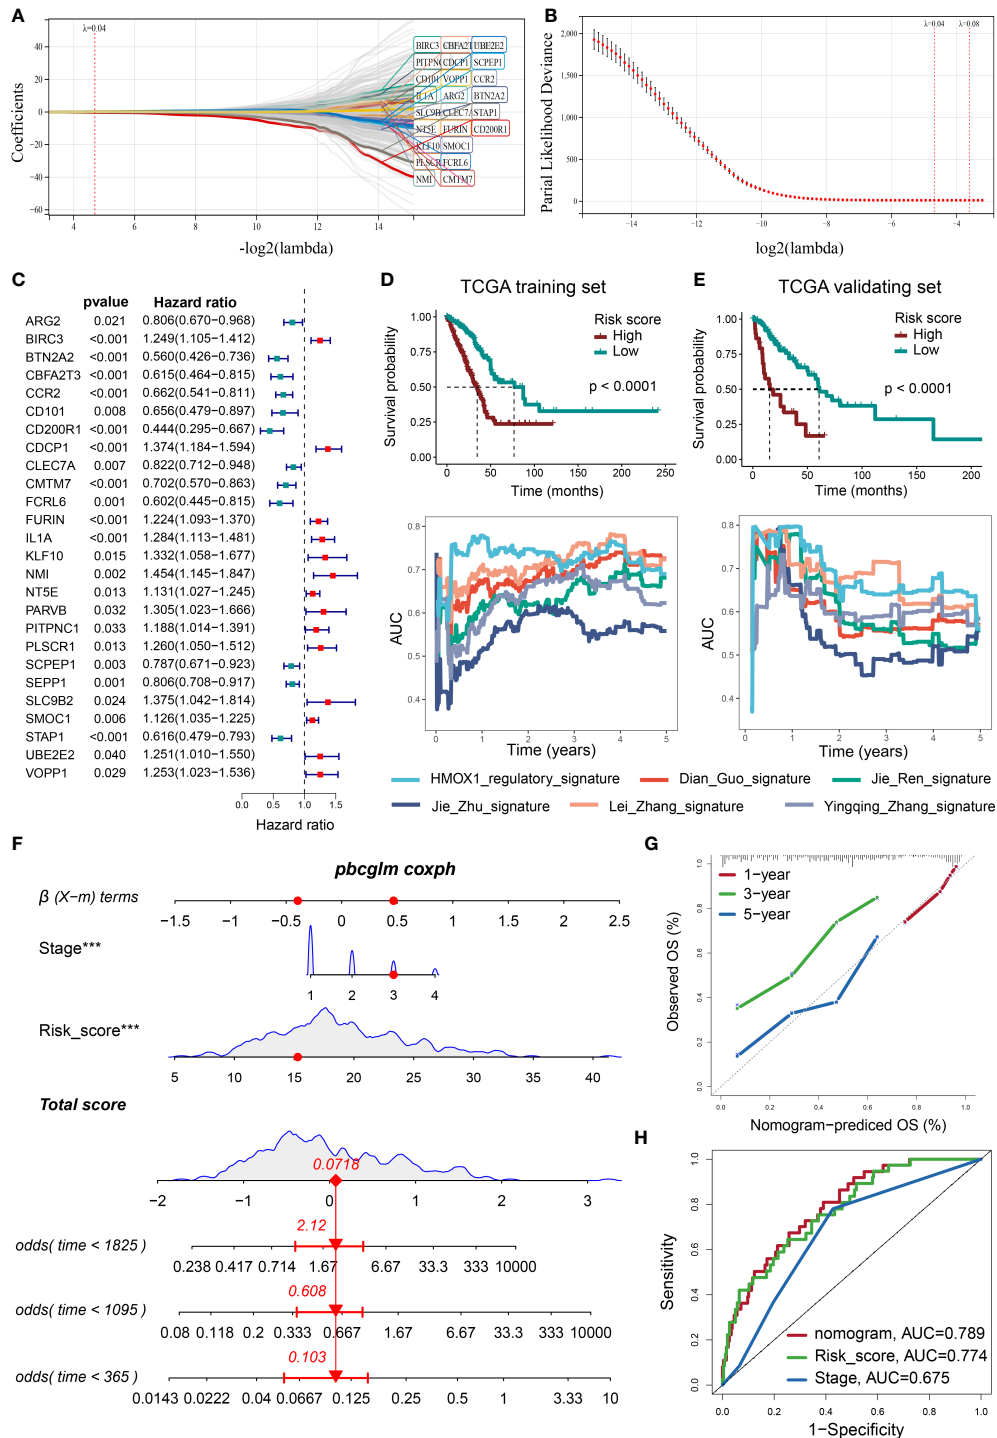 A
λ=0.04
Coefficients
40
20
0
−20
−40
−60
4
6
8
10
12
14
-log2(lambda)
BIRC3 CBFA2T UBE2E2
PITPNC CDCP1 SCPEP1
CD101 VOPP1 CCR2
IL1A ARG2 BTN2A2
SLC9B CLEC7A STAP1
NT5E FURIN CD200R1
KLF10 SMOC1
PLSCR FCRL6
NMI CMTM7
B
λ=0.04 λ=0.08
Parial Likelihood Deviance
2,000
1,500
1,000
500
0
−14
−12
−10
−8
−6
−4
log2(lambda)
C
pvalue Hazard ratio
ARG2 0.021 0.806(0.670−0.968)
BIRC3 <0.001 1.249(1.105−1.412)
BTN2A2 <0.001 0.560(0.426−0.736)
CBFA2T3 <0.001 0.615(0.464−0.815)
CCR2 <0.001 0.662(0.541−0.811)
CD101 0.008 0.656(0.479−0.897)
CD200R1 <0.001 0.444(0.295−0.667)
CDCP1 <0.001 1.374(1.184−1.594)
CLEC7A 0.007 0.822(0.712−0.948)
CMTM7 <0.001 0.702(0.570−0.863)
FCRL6 0.001 0.602(0.445−0.815)
FURIN <0.001 1.224(1.093−1.370)
IL1A <0.001 1.284(1.113−1.481)
KLF10 0.015 1.332(1.058−1.677)
NMI 0.002 1.454(1.145−1.847)
NT5E 0.013 1.131(1.027−1.245)
PARVB 0.032 1.305(1.023−1.666)
PITPNC1 0.033 1.188(1.014−1.391)
PLSCR1 0.013 1.260(1.050−1.512)
SCPEP1 0.003 0.787(0.671−0.923)
SEPP1 0.001 0.806(0.708−0.917)
SLC9B2 0.024 1.375(1.042−1.814)
SMOC1 0.006 1.126(1.035−1.225)
STAP1 <0.001 0.616(0.479−0.793)
UBE2E2 0.040 1.251(1.010−1.550)
VOPP1 0.029 1.253(1.023−1.536)
0.0 0.5 1.0 1.5
Hazard ratio
D
TCGA training set
Survival probability
1.00
0.75
0.50
0.25
0.00
Risk score
High
Low
p < 0.0001
0 50 100 150 200 250
Time (months)
AUC
0.8
0.7
0.6
0.5
0.4
0 1 2 3 4 5
Time (years)
E
TCGA validating set
Survival probability
1.00
0.75
0.50
0.25
0.00
Risk score
High
Low
p < 0.0001
0 50 100 150 200
Time (months)
AUC
0.8
0.7
0.6
0.5
0.4
0 1 2 3 4 5
Time (years)
HMOX1_regulatory_signature Dian_Guo_signature Jie_Ren_signature
Jie_Zhu_signature Lei_Zhang_signature Yingqing_Zhang_signature
F
pbcglm coxph
β (X−m) terms
−1.5 −1 −0.5 0 0.5 1 1.5 2 2.5
Stage***
1 2 3 4
Risk_score***
5 10 15 20 25 30 35 40
Total score
0.0718
−2 −1 0 1 2 3
2.12
odds( time < 1825 )
0.238 0.417 0.714 1.67 6.67 33.3 333 10000
0.608
odds( time < 1095 )
0.08 0.118 0.2 0.333 0.667 1.67 6.67 33.3 333 10000
0.103
odds( time < 365 )
0.0143 0.0222 0.04 0.0667 0.125 0.25 0.5 1 3.33 10
G
1−year
3−year
5−year
Observed OS (%)
1.0
0.8
0.6
0.4
0.2
0.0
0.0 0.2 0.4 0.6 0.8 1.0
Nomogram−prediced OS (%)
H
Sensitivity
1.0
0.8
0.6
0.4
0.2
0.0
nomogram, AUC=0.789
Risk_score, AUC=0.774
Stage, AUC=0.675
0.0 0.2 0.4 0.6 0.8 1.0
1−Specificity